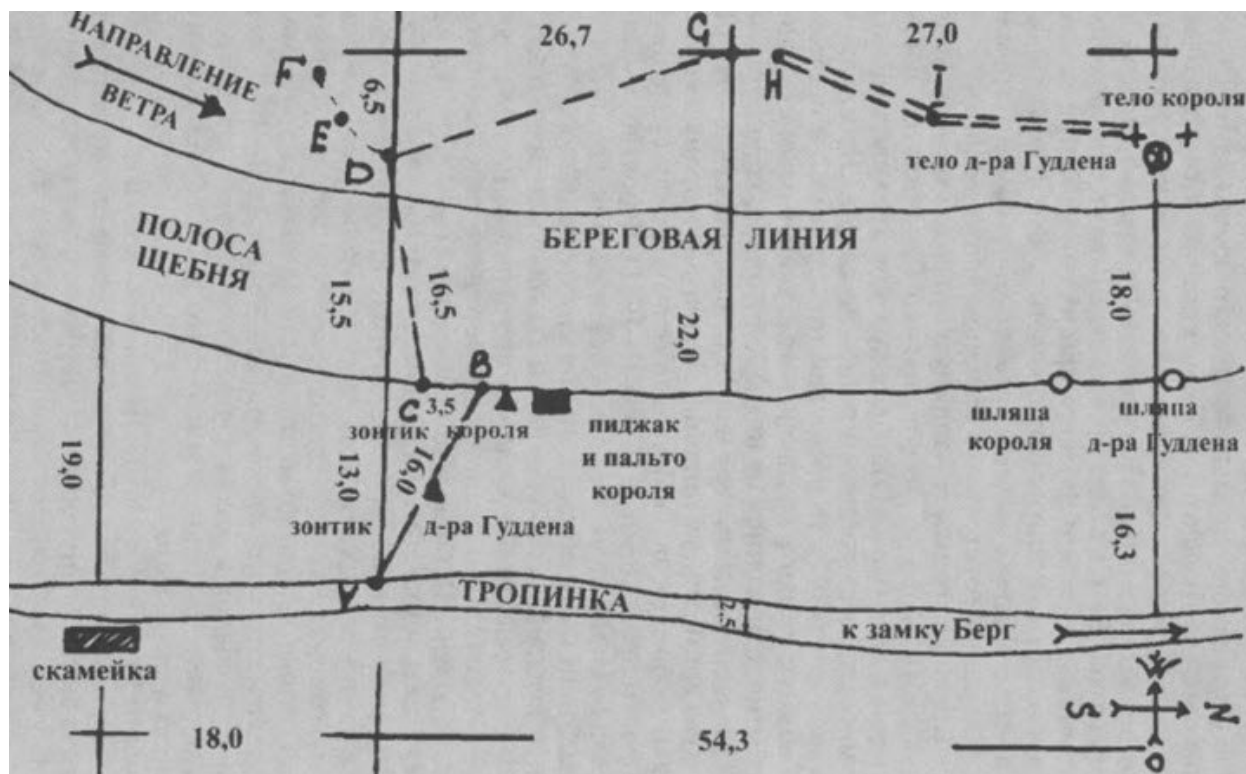 НАПРАВЛЕНИЕ
ВЕТРА
26,7
27,0
G
F
6,5
E
D
H
I
тело короля
тело д-ра Гуддена
ПОЛОСА
ЩЕБНЯ
БЕРЕГОВАЯ ЛИНИЯ
15,5
16,5
22,0
18,0
B
C
3,5
зонтик короля
пиджак
и пальто
короля
шляпа
короля
шляпа
д-ра Гуддена
19,0
13,0
16,0
16,3
зонтик д-ра Гуддена
ТРОПИНКА
2,5
к замку Берг
скамейка
W
S N
O
18,0
54,3